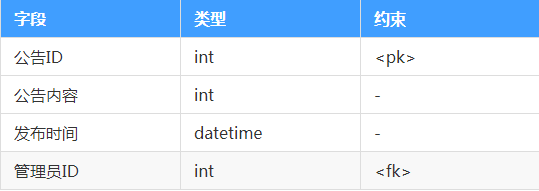 字段 类型 约束
公告ID int <pk>
公告内容 int -
发布时间 datetime -
管理员ID int <fk>